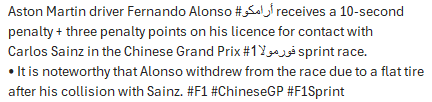 Aston Martin driver Fernando Alonso #أرامكو receives a 10-second
penalty + three penalty points on his licence for contact with
Carlos Sainz in the Chinese Grand Prix #فورمولا1 sprint race.
• It is noteworthy that Alonso withdrew from the race due to a flat tire
after his collision with Sainz. #F1 #ChineseGP #F1Sprint